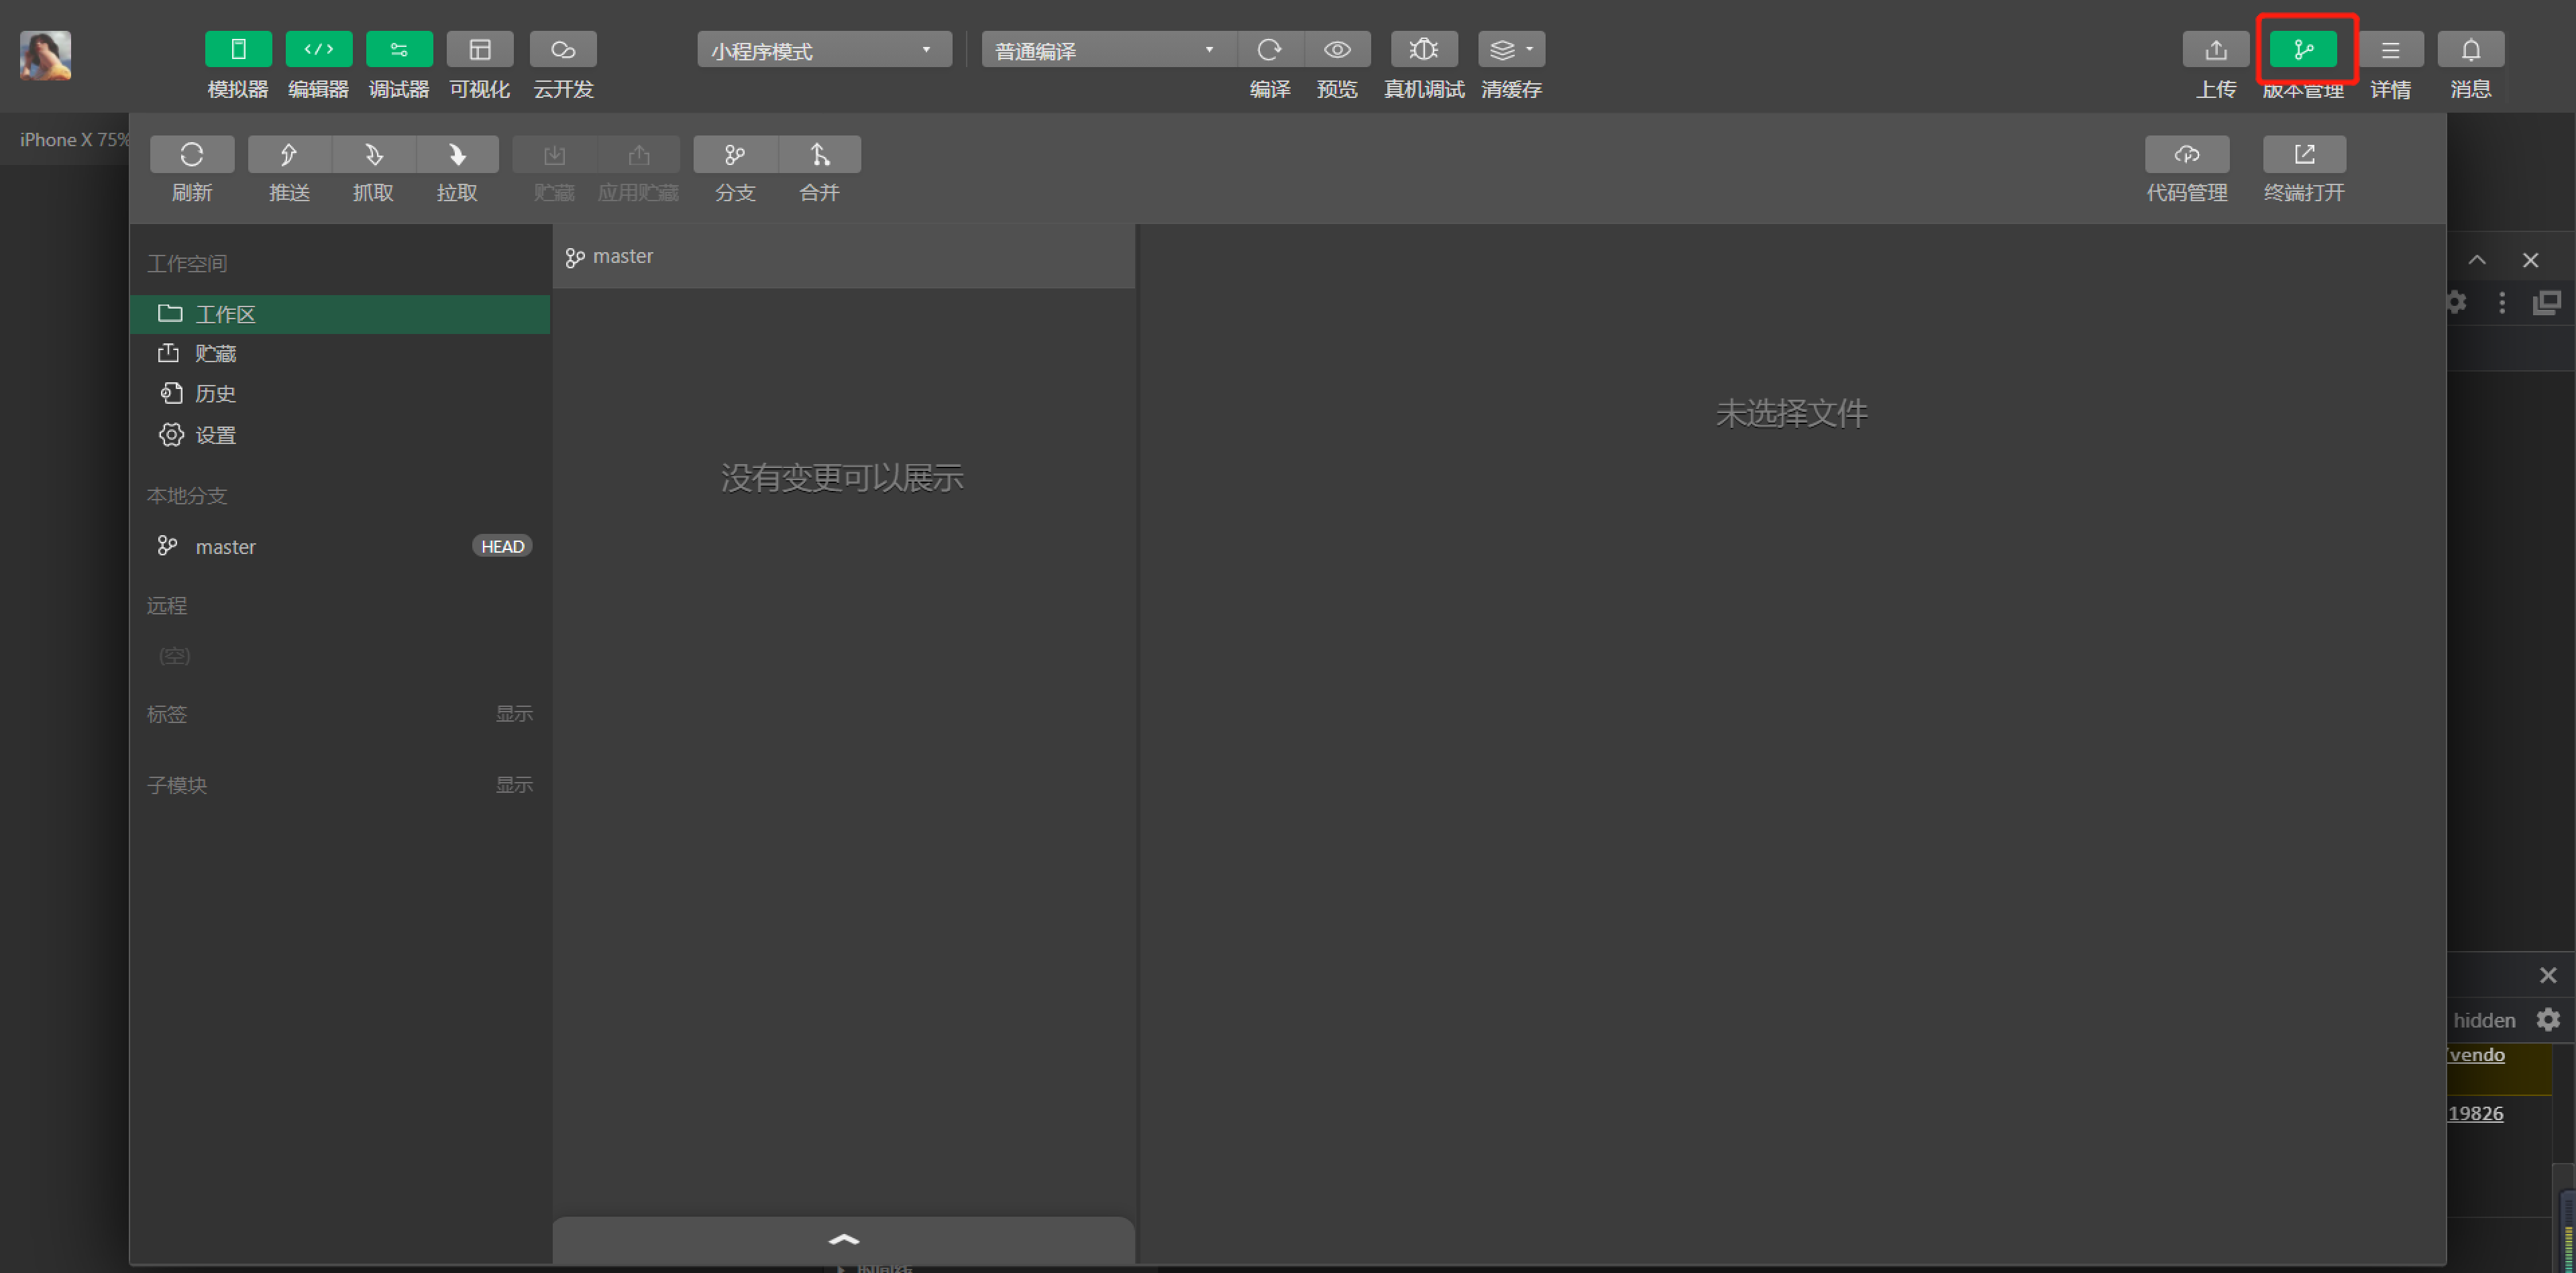 模拟器 编辑器 调试器 可视化 云开发
小程序模式 普通编译
编译 预览 真机调试 清缓存
上传 版本管理 详情 消息
iPhone X 75%
刷新 推送 抓取 拉取 贮藏 应用贮藏 分支 合并
代码管理 终端打开
工作空间
工作区
贮藏
历史
设置
本地分支
master HEAD
远程
(空)
标签 显示
子模块 显示
master
没有变更可以展示
未选择文件
hidden
/vendo
19826